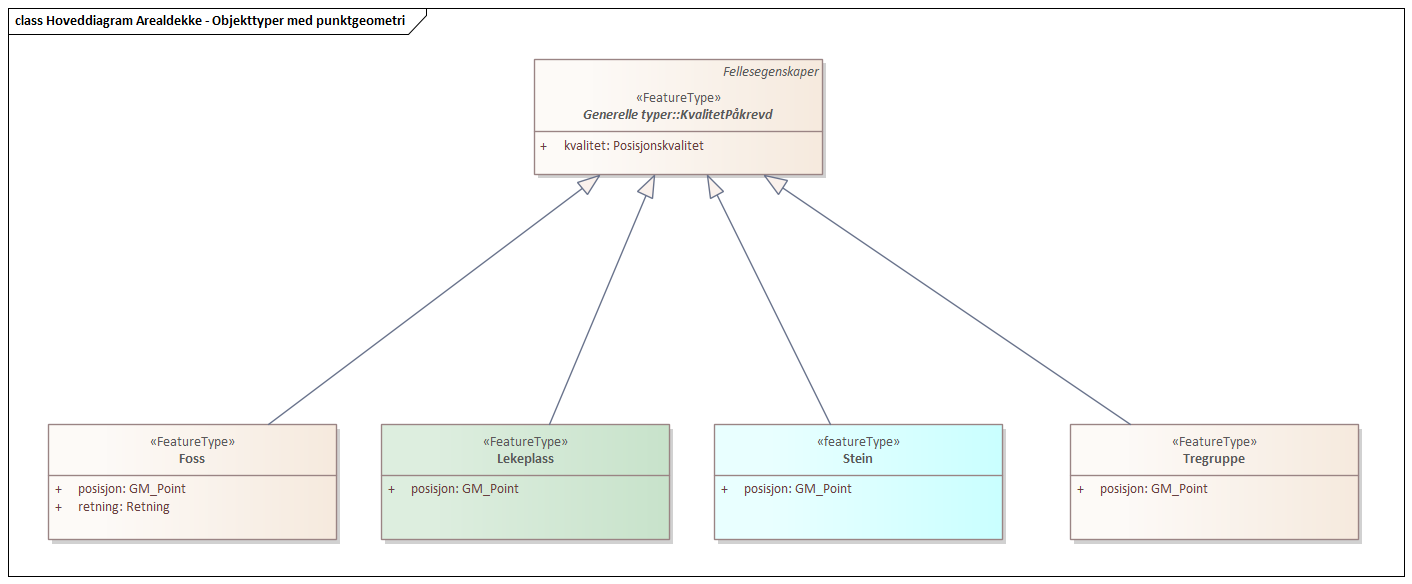 class Hoveddiagram Arealdekke - Objekttyper med punktgeometri
Fellesegenskaper
«FeatureType»
Generelle typer::KvalitetPåkrevd
+ kvalitet: Posisjonskvalitet
«FeatureType»
Foss
+ posisjon: GM_Point
+ retning: Retning
«FeatureType»
Lekeplass
+ posisjon: GM_Point
«featureType»
Stein
+ posisjon: GM_Point
«FeatureType»
Tregruppe
+ posisjon: GM_Point